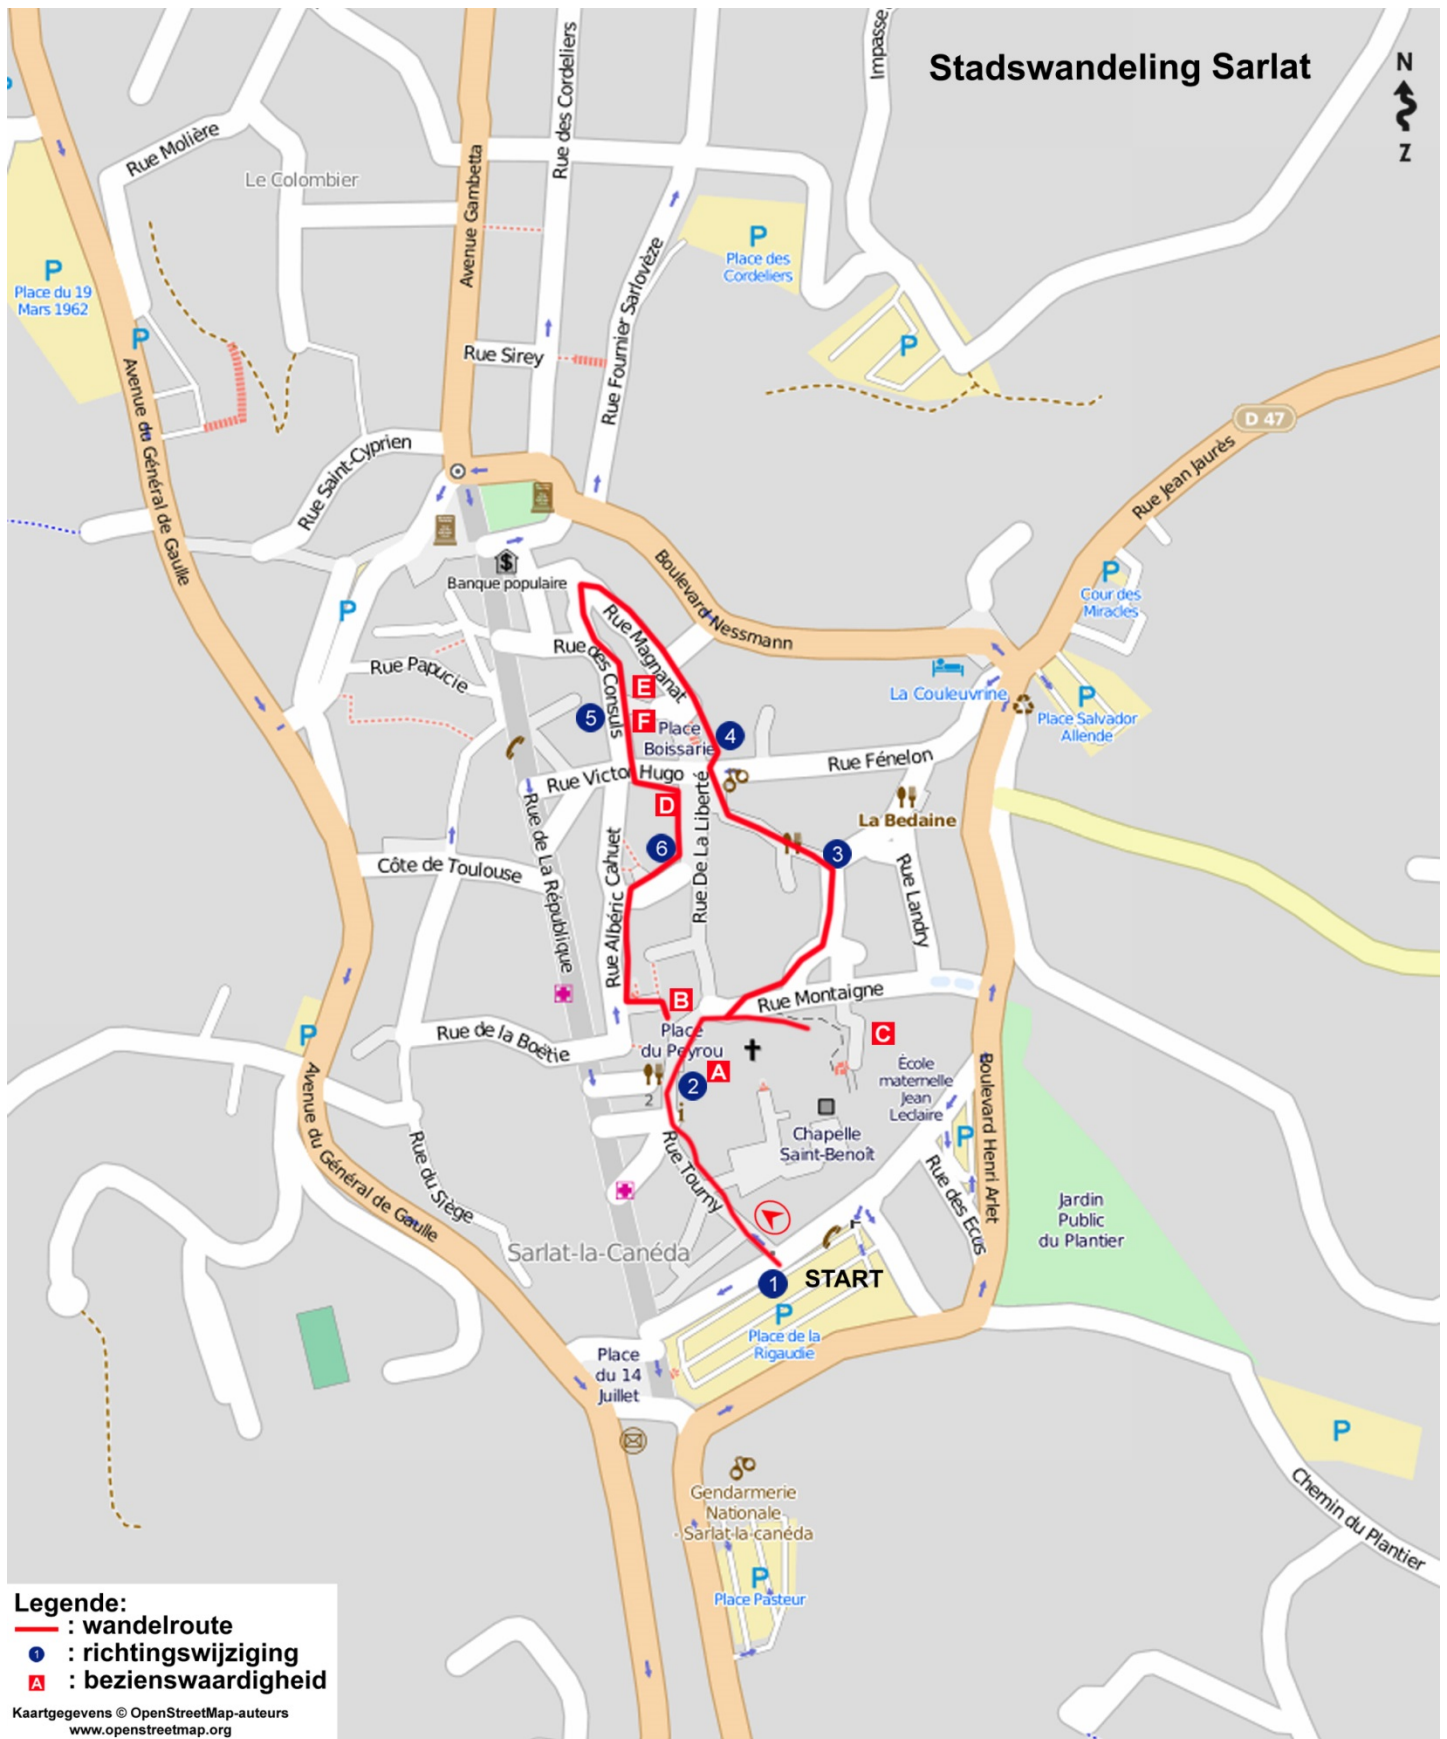 Stadswandeling Sarlat
N
Z
Impasse
Rue des Cordeliers
Rue Molière
Le Colombier
Avenue Gambetta
P
Place des
Cordeliers
P
Place du 19
Mars 1962
P
P
Rue Fournier Sarlovèze
Rue Sirey
Avenue du Général de Gaulle
D 47
Rue Jean Jaurès
Rue Saint-Cyprien
$
Banque populaire
Boulevard Nessmann
P
Cour des
Miracles
P
Rue Magnanat
Rue des Consuls
Rue Papucie
E
La Couleuvrine
P
Place Salvador
Allende
5
F
Place
Boissarie
4
Rue Fénelon
Rue Victor Hugo
D
La Bedaine
Rue de La République
Rue De La Liberté
6
3
Côte de Toulouse
Rue Albéric Cahuet
Rue Landry
B
Rue Montaigne
P
Rue de la Boëtie
Place
du Peyrou
C
A
2
2
i
École
maternelle
Jean
Leclaire
Boulevard Henri Arlet
P
Chapelle
Saint-Benoît
Avenue du Général de Gaulle
Rue du Siège
Rue Tourny
Rue des Ecus
Jardin
Public
du Plantier
Sarlat-la-Canéda
1
START
P
Place de la
Rigaudie
Place
du 14
Juillet
P
Gendarmerie
Nationale
- Sarlat-la-canéda
Chemin du Plantier
P
Place Pasteur
Legende:
: wandelroute
1 : richtingswijziging
A : bezienswaardigheid
Kaartgegevens © OpenStreetMap-auteurs
www.openstreetmap.org